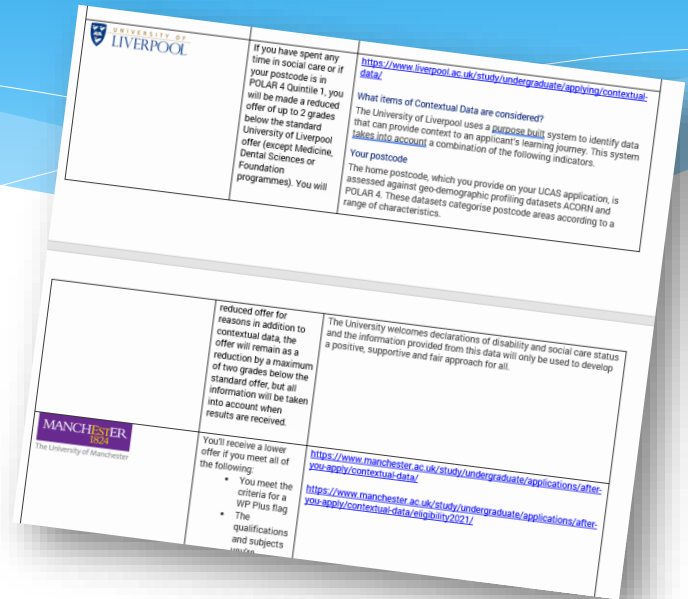 UNIVERSITY OF
LIVERPOOL
If you have spent any
time in social care or if
your postcode is in
POLAR 4 Quintile 1, you
will be made a reduced
offer of up to 2 grades
below the standard
University of Liverpool
offer (except Medicine,
Dental Sciences or
Foundation
programmes). You will
https://www.liverpool.ac.uk/study/undergraduate/applying/contextual-
data/
What items of Contextual Data are considered?
The University of Liverpool uses a purpose built system to identify data
that can provide context to an applicant's learning journey. This system
takes into account a combination of the following indicators.
Your postcode
The home postcode, which you provide on your UCAS application, is
assessed against geo-demographic profiling datasets ACORN and
POLAR 4. These datasets categorise postcode areas according to a
range of characteristics.
reduced offer for
reasons in addition to
contextual data, the
offer will remain as a
reduction by a maximum
of two grades below the
standard offer, but all
information will be taken
into account when
results are received.
The University welcomes declarations of disability and social care status
and the information provided from this data will only be used to develop
a positive, supportive and fair approach for all.
MANCHESTER
1824
The University of Manchester
You'll receive a lower
offer if you meet all of
the following:
• You meet the
criteria for a
WP Plus flag
• The
qualifications
and subjects
you're
https://www.manchester.ac.uk/study/undergraduate/applications/after-
you-apply/contextual-data/
https://www.manchester.ac.uk/study/undergraduate/applications/after-
you-apply/contextual-data/eligibility2021/